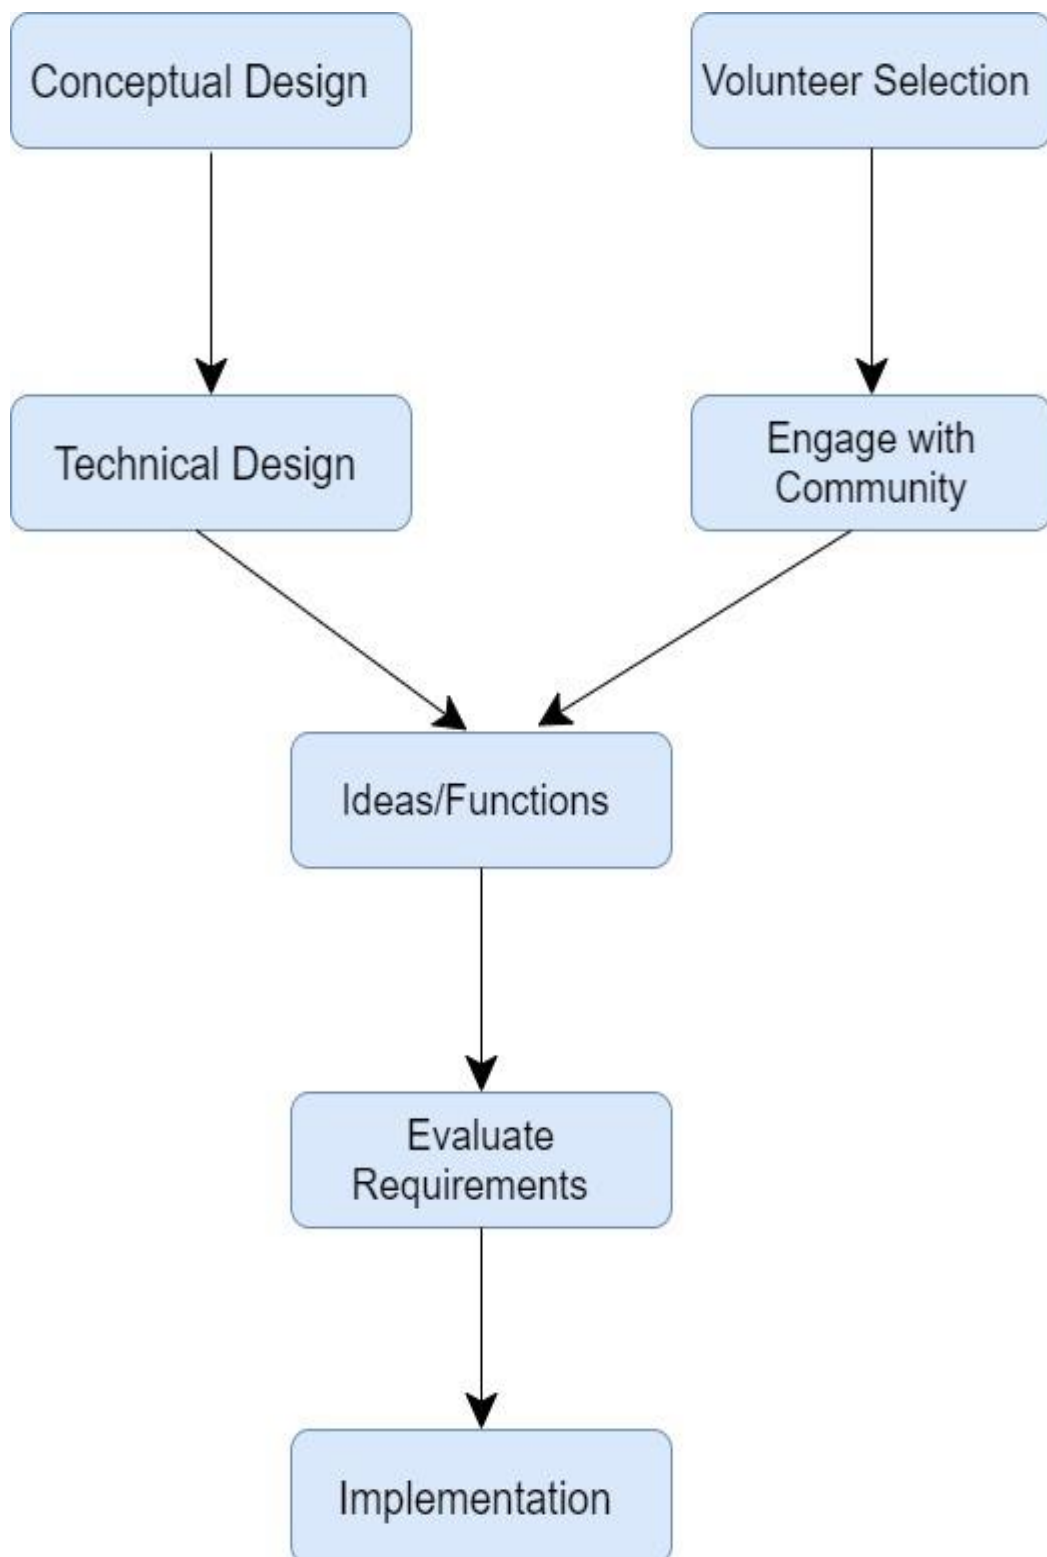 Conceptual Design
Volunteer Selection
Technical Design
Engage with
Community
Ideas/Functions
Evaluate
Requirements
Implementation